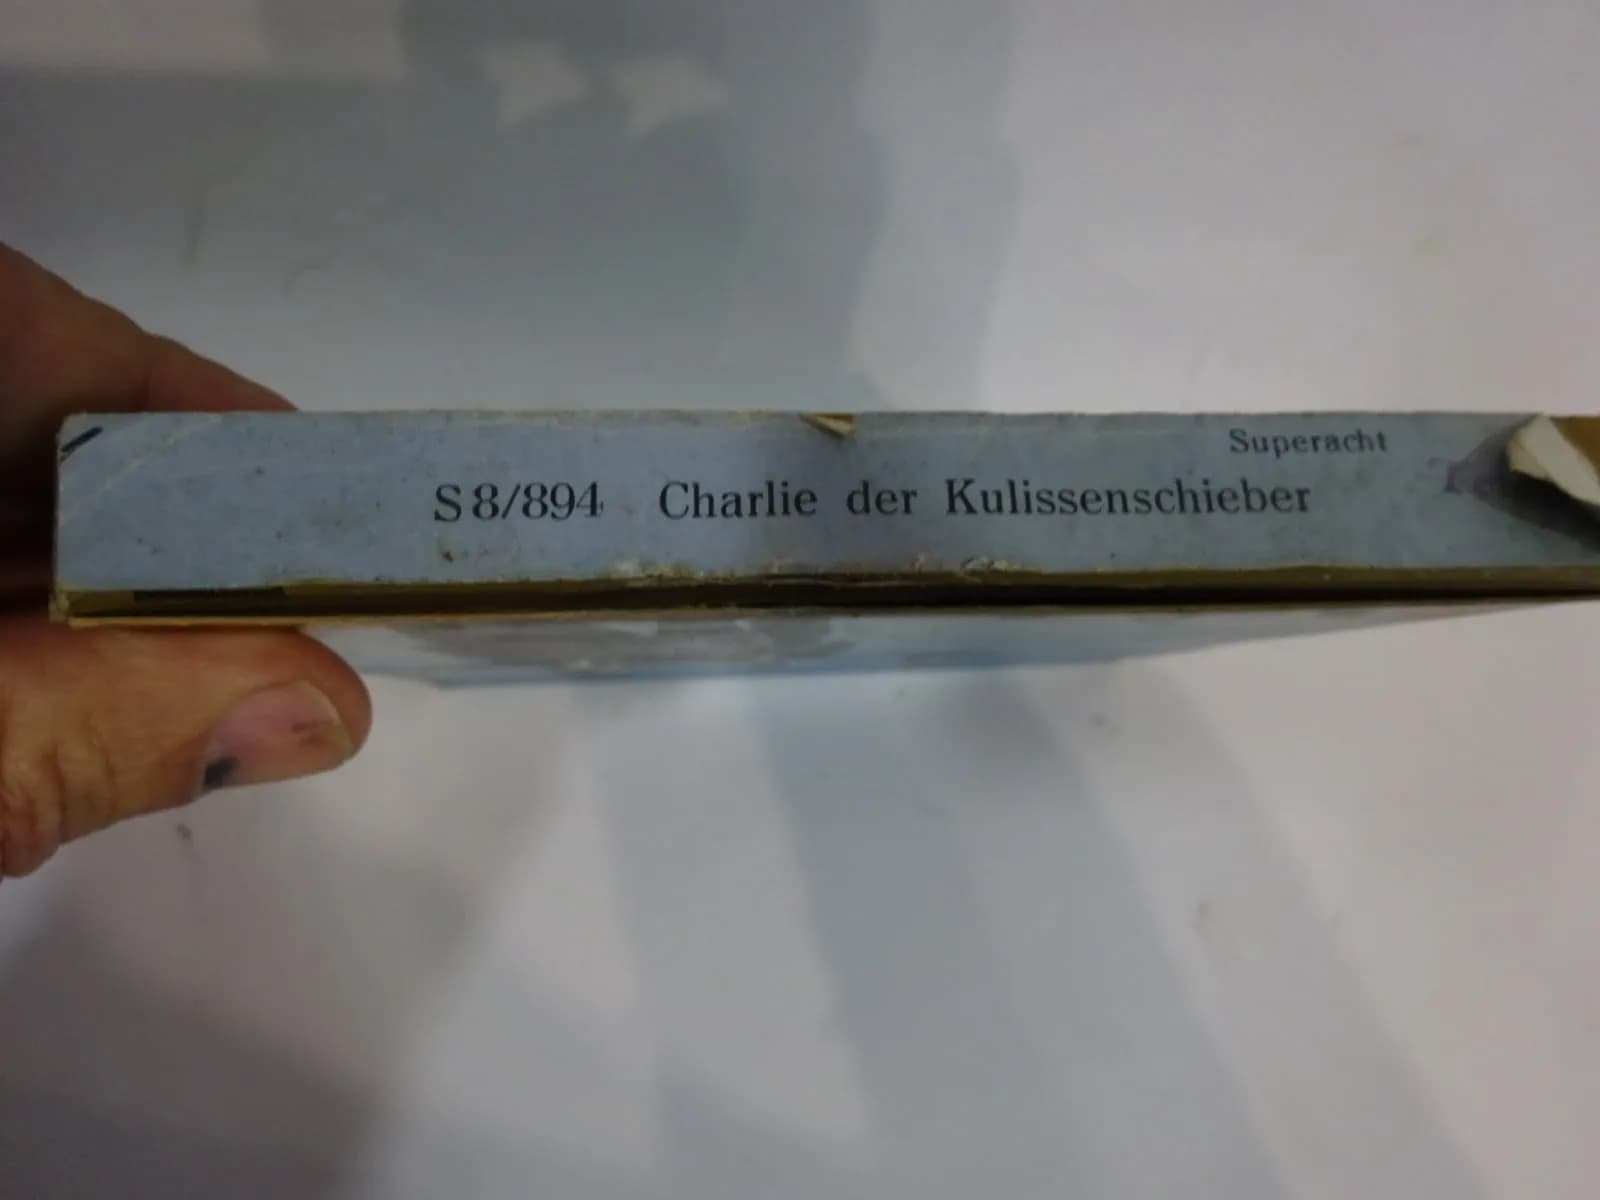 Superacht
S8/894 Charlie der Kulissenschieber